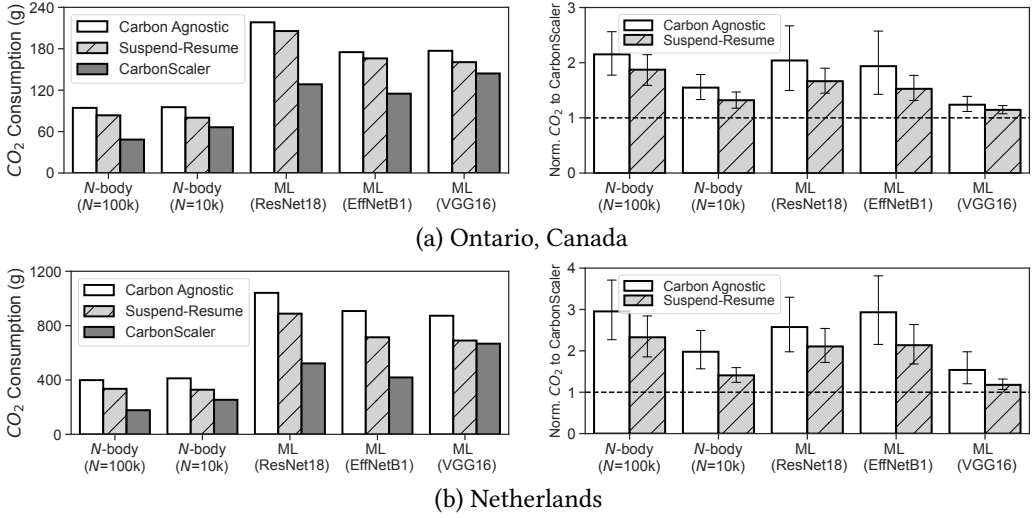 CO2 Consumption (g)
240
180
120
60
0
Carbon Agnostic
Suspend-Resume
CarbonScaler
N-body
(N=100k)
N-body
(N=10k)
ML
(ResNet18)
ML
(EffNetB1)
ML
(VGG16)
Norm. CO2 to CarbonScaler
3
2
1
0
Carbon Agnostic
Suspend-Resume
N-body
(N=100k)
N-body
(N=10k)
ML
(ResNet18)
ML
(EffNetB1)
ML
(VGG16)
(a) Ontario, Canada
CO2 Consumption (g)
1200
800
400
0
Carbon Agnostic
Suspend-Resume
CarbonScaler
N-body
(N=100k)
N-body
(N=10k)
ML
(ResNet18)
ML
(EffNetB1)
ML
(VGG16)
Norm. CO2 to CarbonScaler
4
3
2
1
0
Carbon Agnostic
Suspend-Resume
N-body
(N=100k)
N-body
(N=10k)
ML
(ResNet18)
ML
(EffNetB1)
ML
(VGG16)
(b) Netherlands